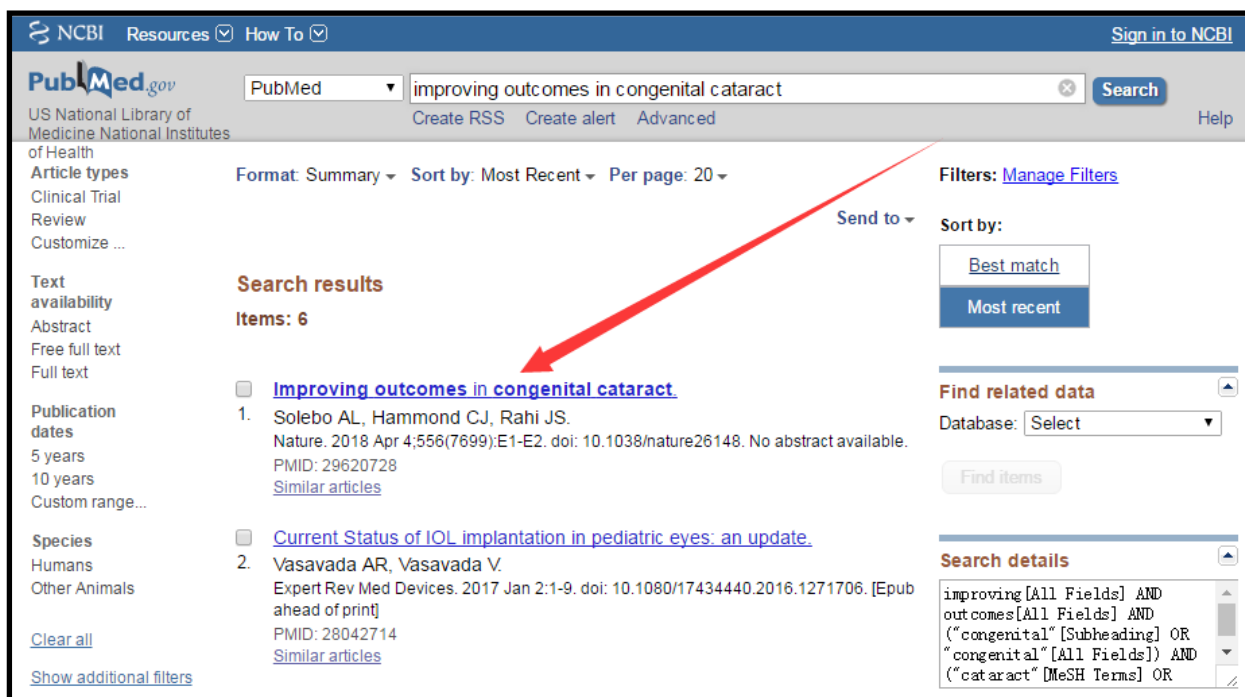 NCBI Resources How To Sign in to NCBI
PubMed.gov
US National Library of
Medicine National Institutes
of Health
PubMed improving outcomes in congenital cataract Search
Create RSS Create alert Advanced
Help
Article types
Clinical Trial
Review
Customize ...
Text
availability
Abstract
Free full text
Full text
Publication
dates
5 years
10 years
Custom range...
Species
Humans
Other Animals
Clear all
Show additional filters
Format: Summary Sort by: Most Recent Per page: 20
Send to
Search results
Items: 6
Improving outcomes in congenital cataract.
1. Solebo AL, Hammond CJ, Rahi JS.
Nature. 2018 Apr 4;556(7699):E1-E2. doi: 10.1038/nature26148. No abstract available.
PMID: 29620728
Similar articles
Current Status of IOL implantation in pediatric eyes: an update.
2. Vasavada AR, Vasavada V.
Expert Rev Med Devices. 2017 Jan 2:1-9. doi: 10.1080/17434440.2016.1271706. [Epub
ahead of print]
PMID: 28042714
Similar articles
Filters: Manage Filters
Sort by:
Best match
Most recent
Find related data
Database: Select
Find items
Search details
improving[All Fields] AND
outcomes[All Fields] AND
("congenital"[Subheading] OR
"congenital"[All Fields]) AND
("cataract"[MeSH Terms] OR